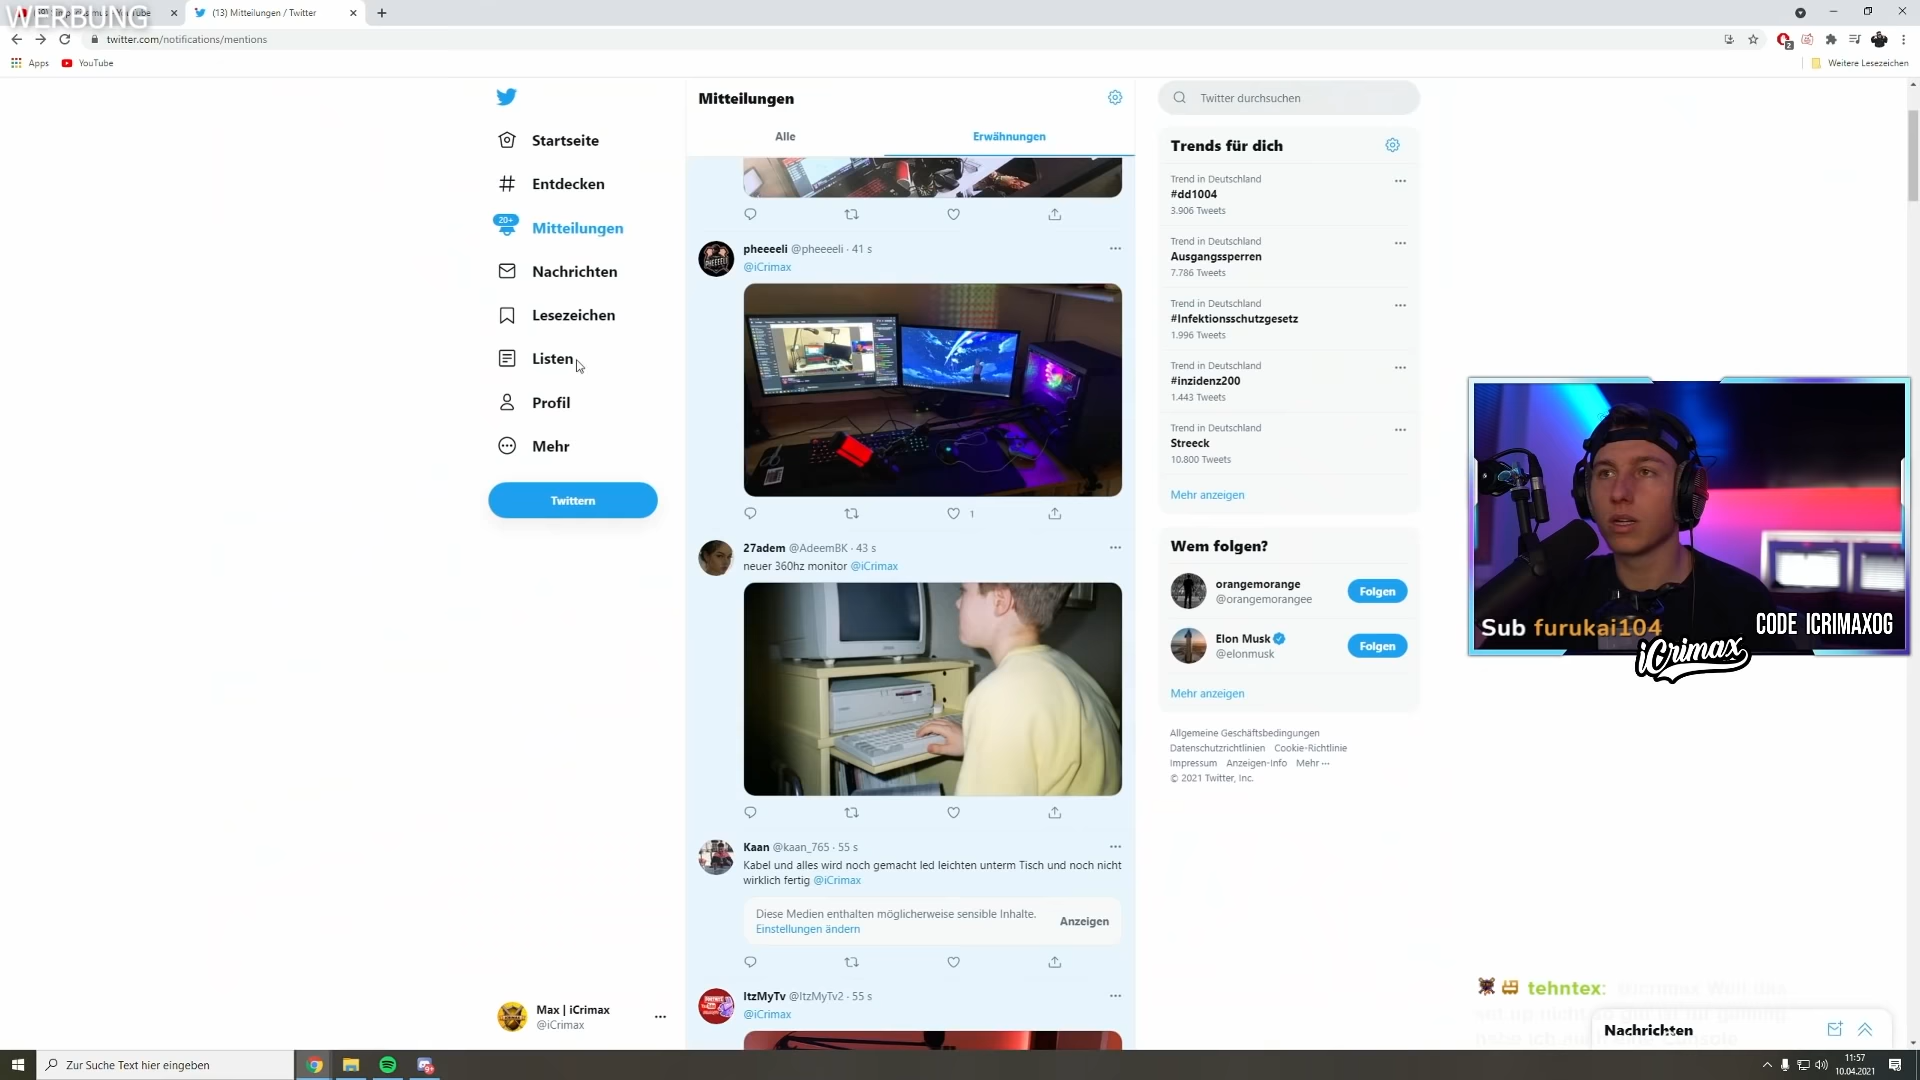 WERBUNG
(13) Mitteilungen / Twitter
twitter.com/notifications/mentions
Apps
YouTube
Weitere Lesezeichen
Startseite
Entdecken
20+
Mitteilungen
Nachrichten
Lesezeichen
Listen
Profil
Mehr
Twittern
Max | iCrimax
@iCrimax
Mitteilungen
Alle
Erwähnungen
pheeeeli @pheeeeli · 41 s
@iCrimax
1
27adem @AdeemBK · 43 s
neuer 360hz monitor @iCrimax
Kaan @kaan_765 · 55 s
Kabel und alles wird noch gemacht led leichten unterm Tisch und noch nicht
wirklich fertig @iCrimax
Diese Medien enthalten möglicherweise sensible Inhalte.
Einstellungen ändern
Anzeigen
ItzMyTv @ItzMyTv2 · 55 s
@iCrimax
Twitter durchsuchen
Trends für dich
Trend in Deutschland
#dd1004
3.906 Tweets
Trend in Deutschland
Ausgangssperren
7.786 Tweets
Trend in Deutschland
#Infektionsschutzgesetz
1.996 Tweets
Trend in Deutschland
#inzidenz200
1.443 Tweets
Trend in Deutschland
Streeck
10.800 Tweets
Mehr anzeigen
Wem folgen?
orangemorange
@orangemorangee
Folgen
Elon Musk
@elonmusk
Folgen
Mehr anzeigen
Allgemeine Geschäftsbedingungen
Datenschutzrichtlinien Cookie-Richtlinie
Impressum Anzeigen-Info Mehr ···
© 2021 Twitter, Inc.
Sub furukai104
CODE ICRIMAXOG
iCrimax
tehntex:
Nachrichten
Zur Suche Text hier eingeben
11:57
10.04.2021